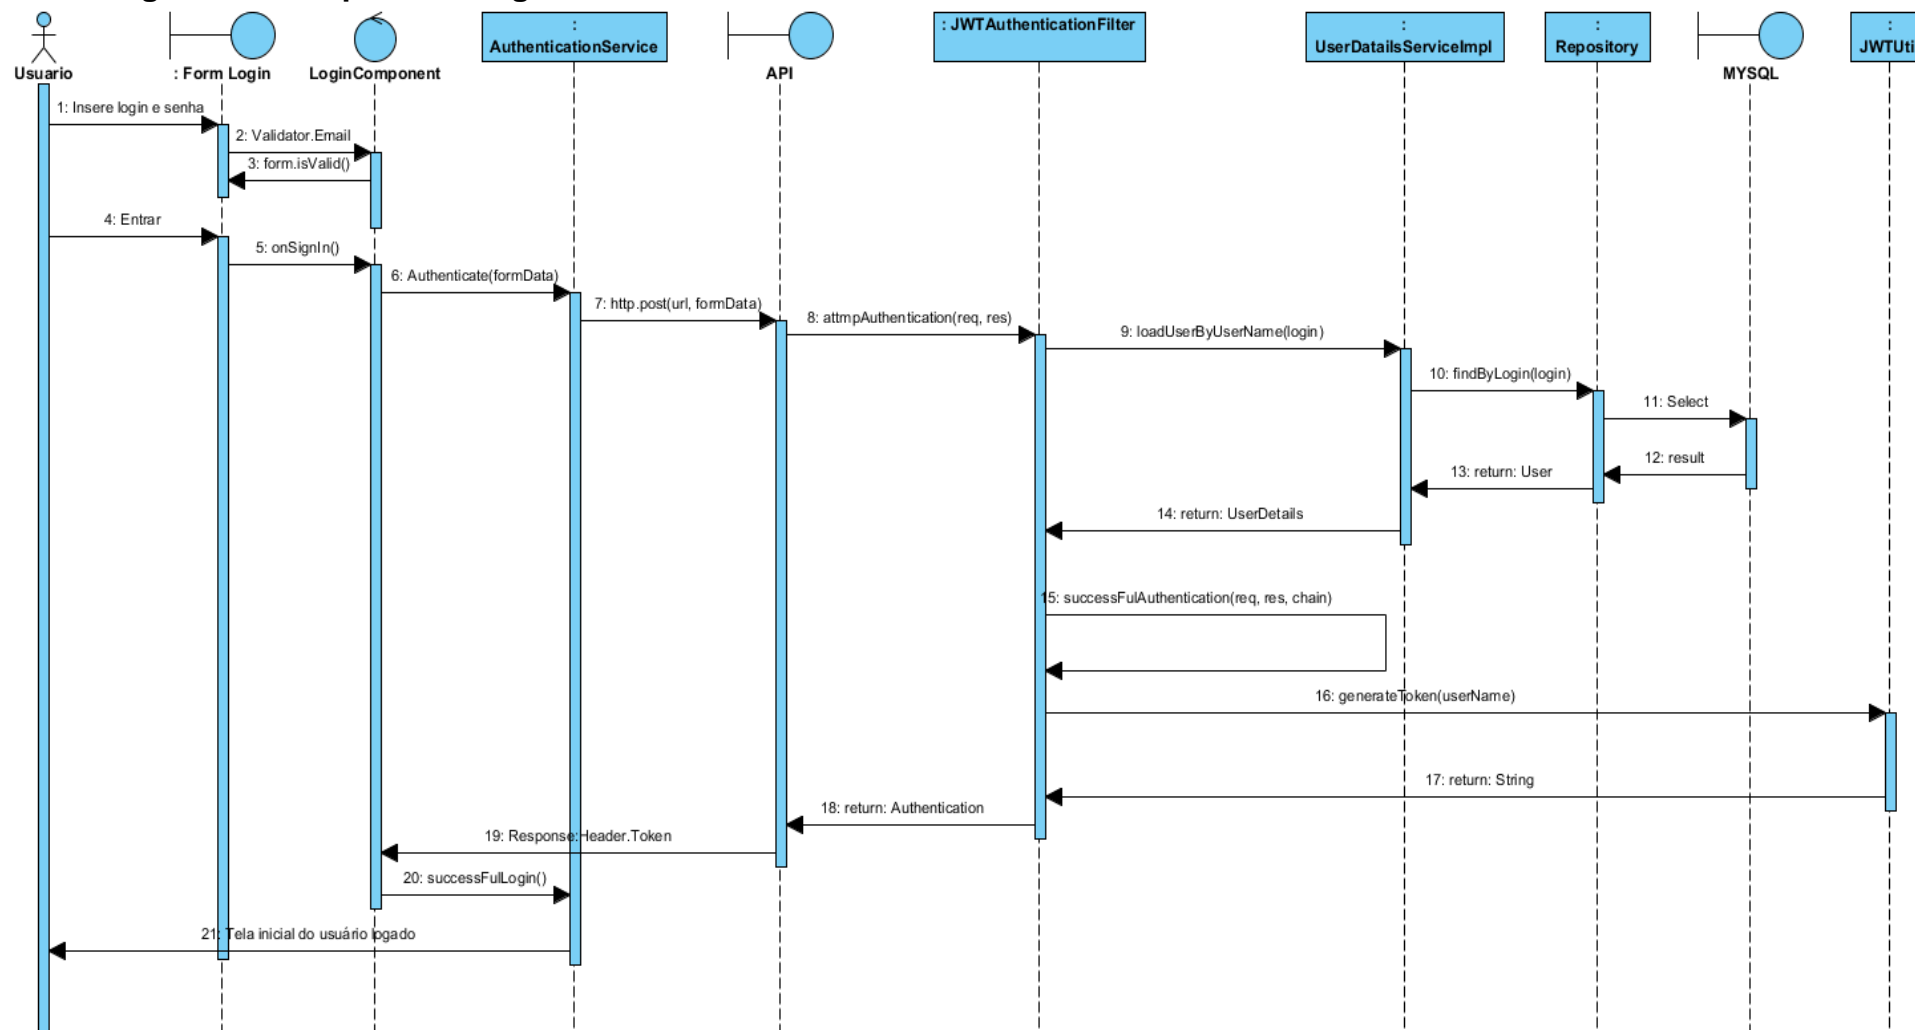 Usuario
: Form Login
LoginComponent
:
AuthenticationService
API
: JWTAuthenticationFilter
:
UserDatailsServiceImpl
:
Repository
MYSQL
:
JWTUti
1: Insere login e senha
2: Validator.Email
3: form.isValid()
4: Entrar
5: onSignIn()
6: Authenticate(formData)
7: http.post(url, formData)
8: attmpAuthentication(req, res)
9: loadUserByUserName(login)
10: findByLogin(login)
11: Select
12: result
13: return: User
14: return: UserDetails
15: successFulAuthentication(req, res, chain)
16: generateToken(userName)
17: return: String
18: return: Authentication
19: Response:Header.Token
20: successFulLogin()
21: Tela inicial do usuário logado